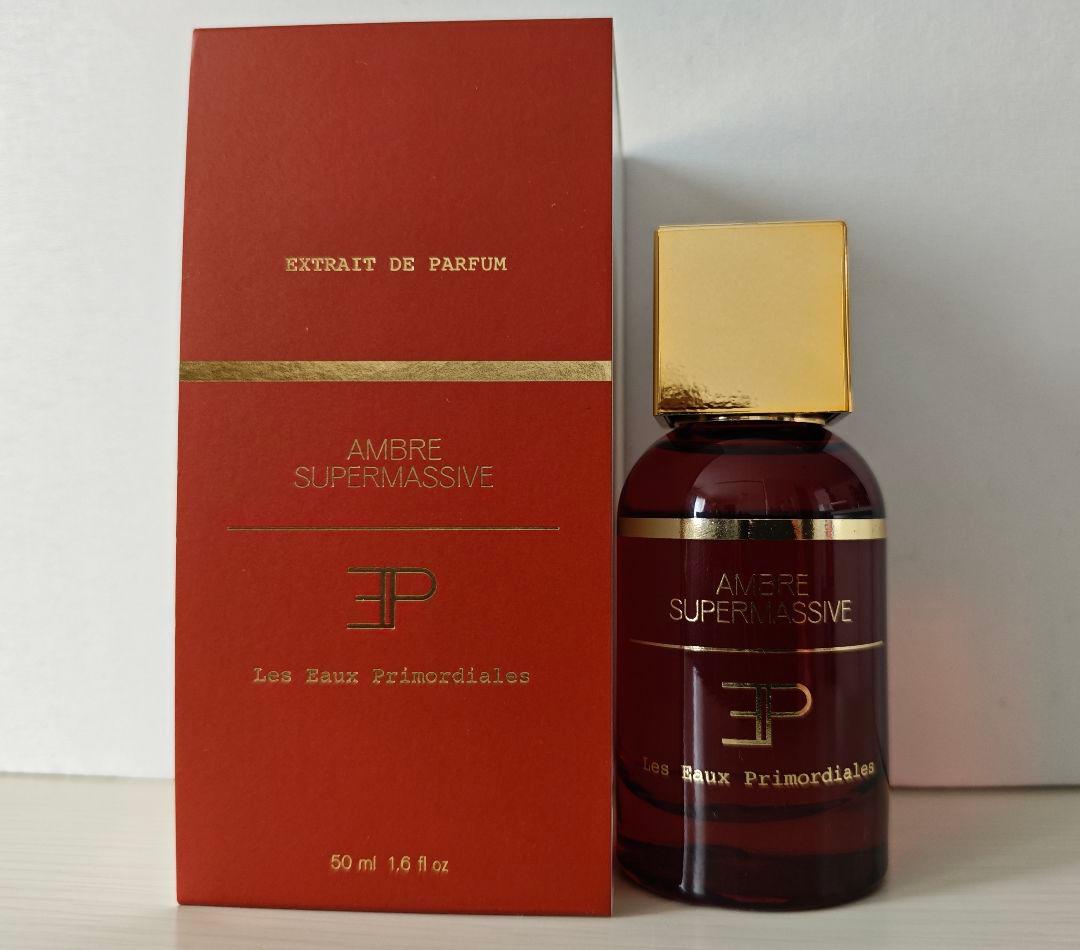 EXTRAIT DE PARFUM
AMBRE
SUPERMASSIVE
EP
Les Eaux Primordiales
50 ml 1,6 fl oz
AMBRE
SUPERMASSIVE
EP
Les Eaux Primordiales